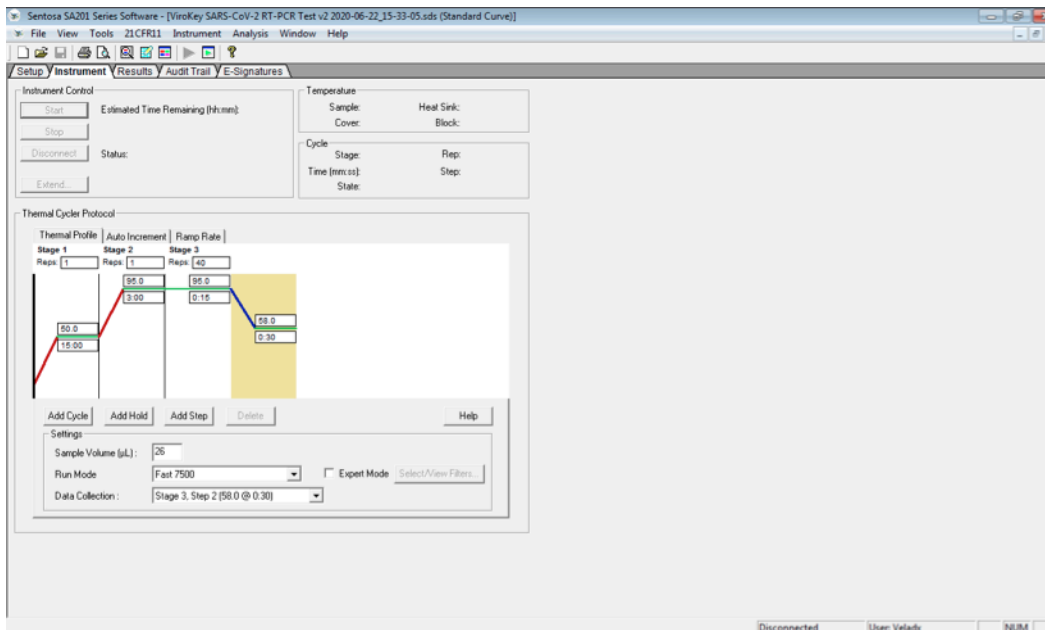 Sentosa SA201 Series Software - [ViroKey SARS-CoV-2 RT-PCR Test v2 2020-06-22_15-33-05.sds (Standard Curve)]
File View Tools 21CFR11 Instrument Analysis Window Help
Setup Instrument Results Audit Trail E-Signatures
Instrument Control
Start Estimated Time Remaining (hh:mm):
Stop
Disconnect Status:
Extend...
Temperature
Sample: Heat Sink:
Cover: Block:
Cycle
Stage: Rep:
Time (mm:ss): Step:
State:
Thermal Cycler Protocol
Thermal Profile Auto Increment Ramp Rate
Stage 1 Stage 2 Stage 3
Reps: 1 Reps: 1 Reps: 40
95.0 95.0
3:00 0:15
50.0 58.0
15:00 0:30
Add Cycle Add Hold Add Step Delete Help
Settings
Sample Volume (µL) : 26
Run Mode Fast 7500 Expert Mode Select/View Filters...
Data Collection : Stage 3, Step 2 (58.0 @ 0:30)
Disconnected User: Velady NUM